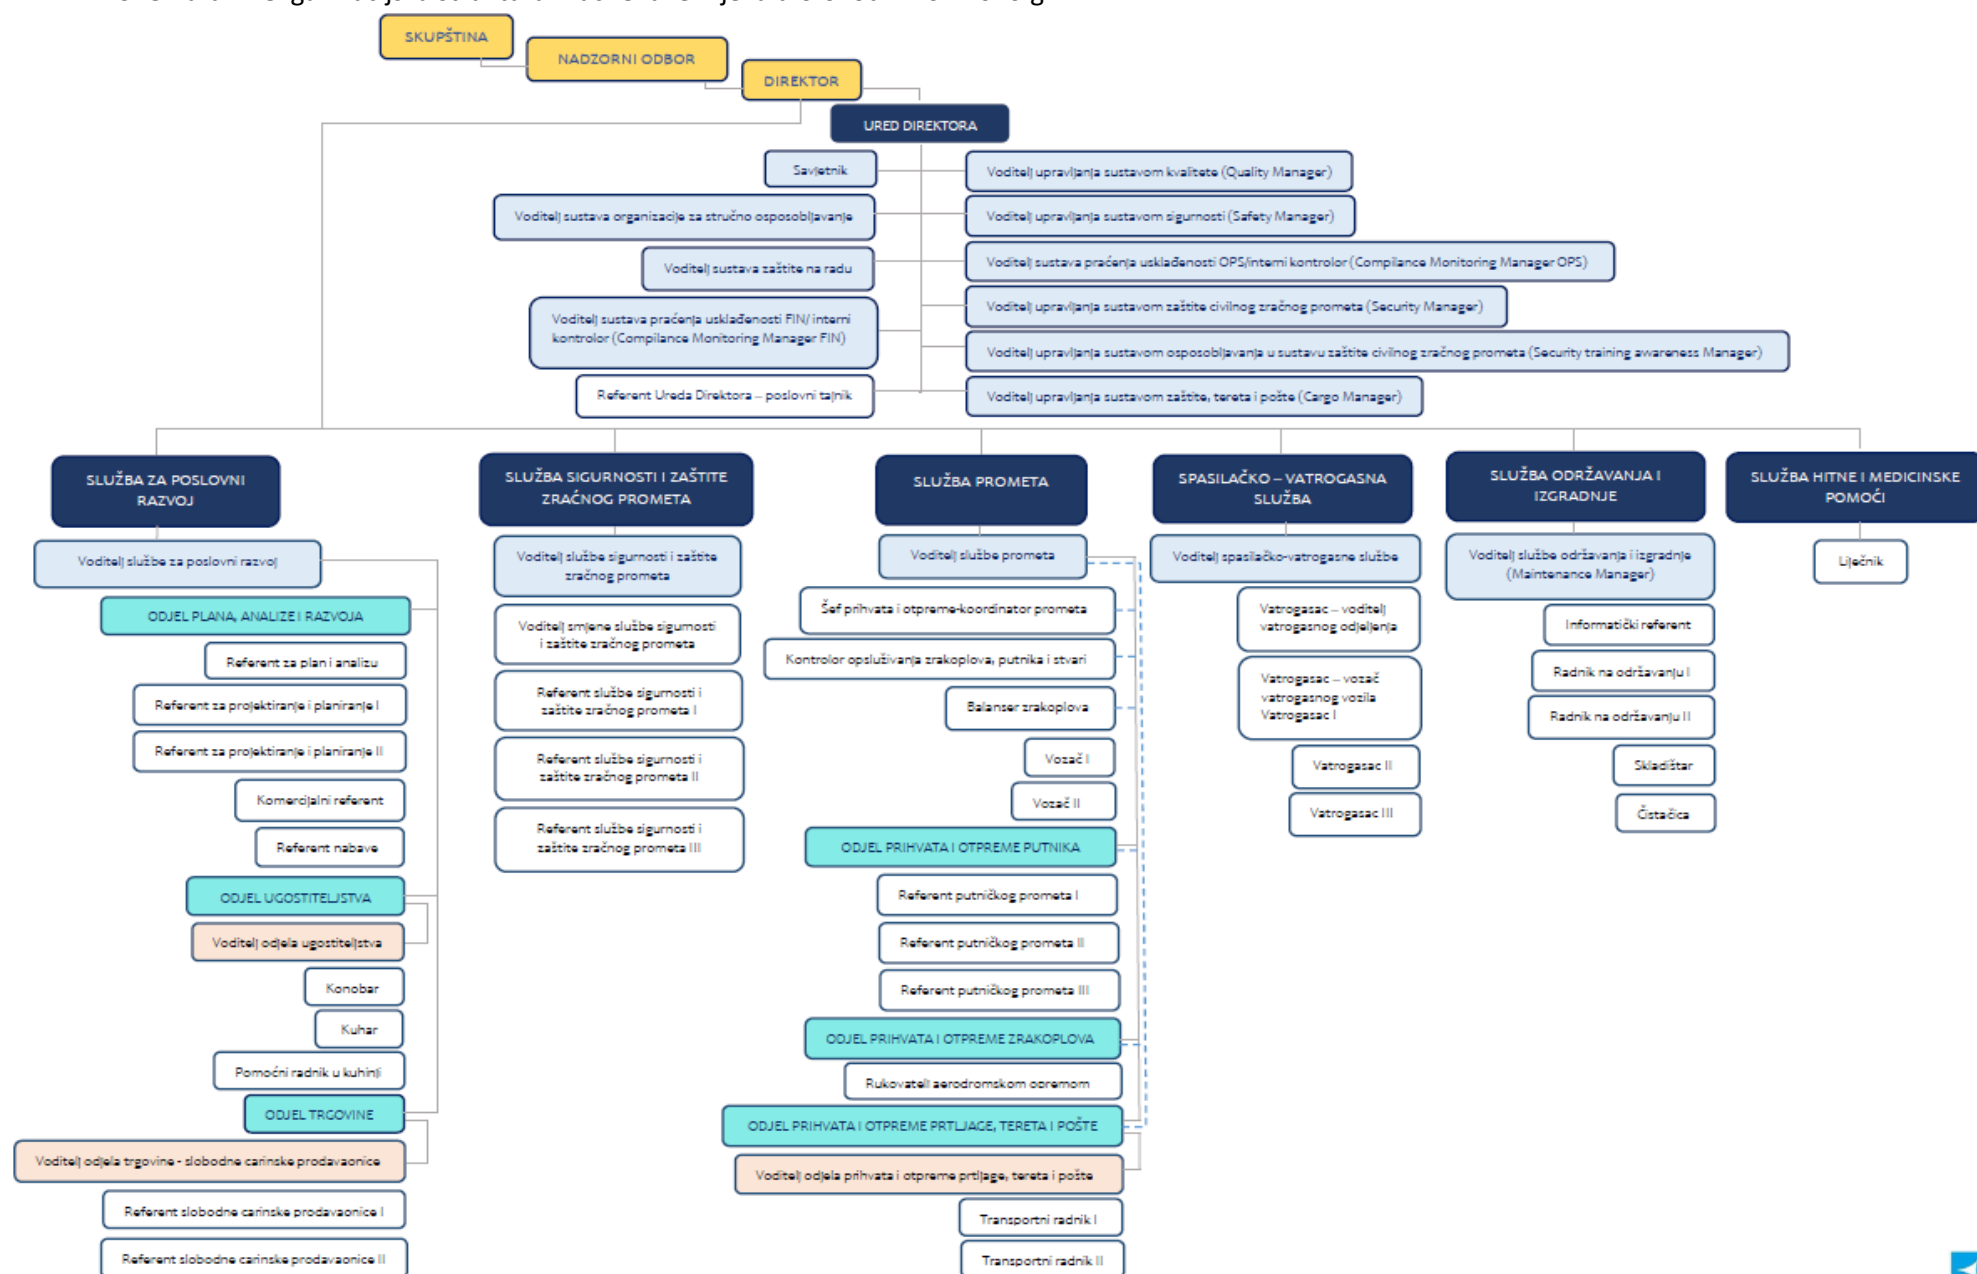 SKUPŠTINA
NADZORNI ODBOR
DIREKTOR
URED DIREKTORA
Savjetnik
Voditelj sustava organizacije za stručno osposobljavanje
Voditelj sustava zaštite na radu
Voditelj sustava praćenja usklađenosti FIN/ interni
kontrolor (Compilance Monitoring Manager FIN)
Referent Ureda Direktora – poslovni tajnik
Voditelj upravljanja sustavom kvalitete (Quality Manager)
Voditelj upravljanja sustavom sigurnosti (Safety Manager)
Voditelj sustava praćenja usklađenosti OPS/interni kontrolor (Compilance Monitoring Manager OPS)
Voditelj upravljanja sustavom zaštite civilnog zračnog prometa (Security Manager)
Voditelj upravljanja sustavom osposobljavanja u sustavu zaštite civilnog zračnog prometa (Security training awareness Manager)
Voditelj upravljanja sustavom zaštite, tereta i pošte (Cargo Manager)
SLUŽBA ZA POSLOVNI
RAZVOJ
Voditelj službe za poslovni razvoj
ODJEL PLANA, ANALIZE I RAZVOJA
Referent za plan i analizu
Referent za projektiranje i planiranje I
Referent za projektiranje i planiranje II
Komercijalni referent
Referent nabave
ODJEL UGOSTITELJSTVA
Voditelj odjela ugostiteljstva
Konobar
Kuhar
Pomoćni radnik u kuhinji
ODJEL TRGOVINE
Voditelj odjela trgovine - slobodne carinske prodavaonice
Referent slobodne carinske prodavaonice I
Referent slobodne carinske prodavaonice II
SLUŽBA SIGURNOSTI I ZAŠTITE
ZRAĆNOG PROMETA
Voditelj službe sigurnosti i zaštite
zračnog prometa
Voditelj smjene službe sigurnosti
i zaštite zračnog prometa
Referent službe sigurnosti i
zaštite zračnog prometa I
Referent službe sigurnosti i
zaštite zračnog prometa II
Referent službe sigurnosti i
zaštite zračnog prometa III
SLUŽBA PROMETA
Voditelj službe prometa
Šef prihvata i otpreme-koordinator prometa
Kontrolor opsluživanja zrakoplova, putnika i stvari
Balanser zrakoplova
Vozač I
Vozač II
ODJEL PRIHVATA I OTPREME PUTNIKA
Referent putničkog prometa I
Referent putničkog prometa II
Referent putničkog prometa III
ODJEL PRIHVATA I OTPREME ZRAKOPLOVA
Rukovatelj aerodromskom opremom
ODJEL PRIHVATA I OTPREME PRTLJAGE, TERETA I POŠTE
Voditelj odjela prihvata i otpreme prtljage, tereta i pošte
Transportni radnik I
Transportni radnik II
SPASILAČKO – VATROGASNA
SLUŽBA
Voditelj spasilačko-vatrogasne službe
Vatrogasac – voditelj
vatrogasnog odjeljenja
Vatrogasac – vozač
vatrogasnog vozila
Vatrogasac I
Vatrogasac II
Vatrogasac III
SLUŽBA ODRŽAVANJA I
IZGRADNJE
Voditelj službe održavanja i izgradnje
(Maintenance Manager)
Informatički referent
Radnik na održavanju I
Radnik na održavanju II
Skladištar
Čistačica
SLUŽBA HITNE I MEDICINSKE
POMOĆI
Liječnik